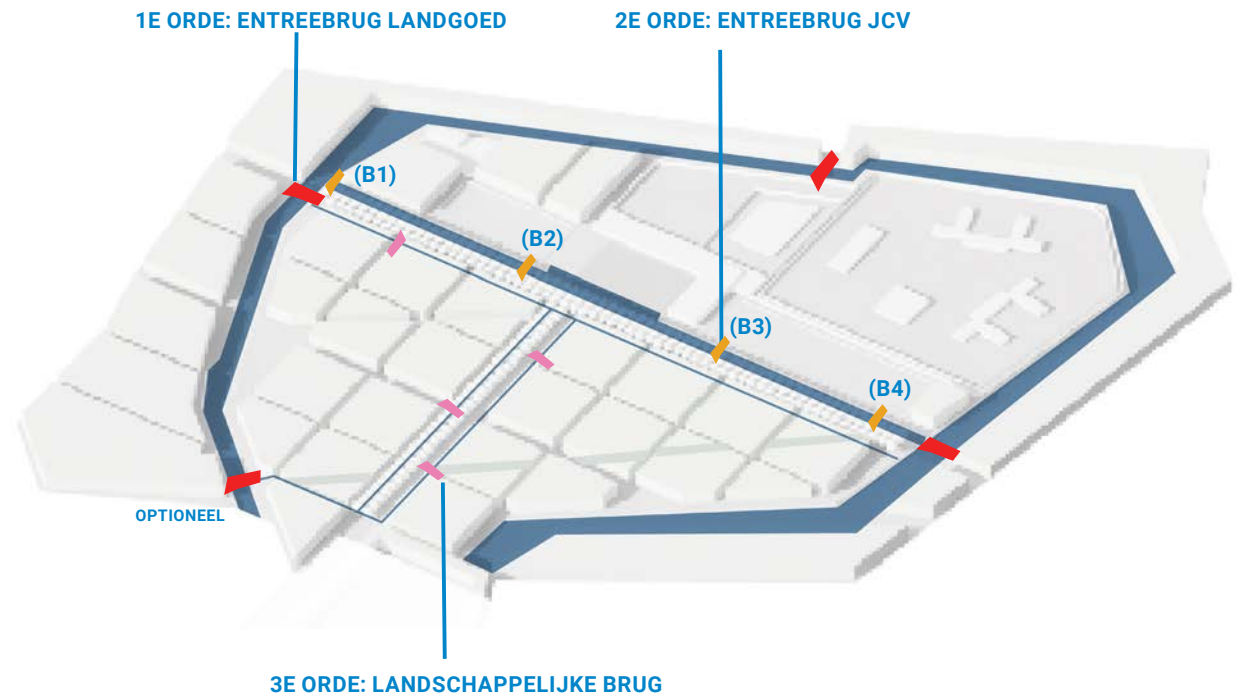 1E ORDE: ENTREEBRUG LANDGOED
2E ORDE: ENTREEBRUG JCV
(B1)
(B2)
(B3)
(B4)
OPTIONEEL
3E ORDE: LANDSCHAPPELIJKE BRUG